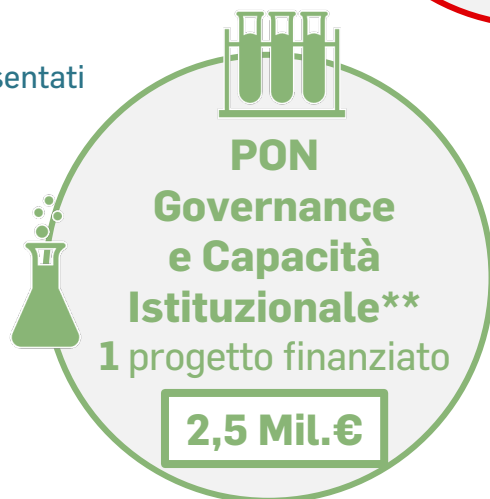 sentati
PON
Governance
e Capacità
Istituzionale**
1 progetto finanziato
2,5 Mil.€